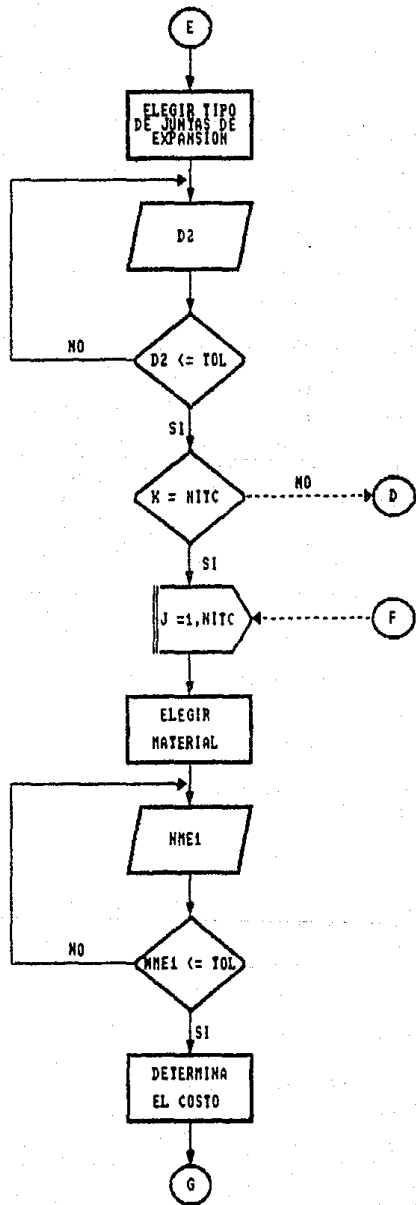 E
ELEGIR TIPO
DE JUNTAS DE
EXPANSION
D2
NO
D2 <= TOL
SI
K = NITC
NO
D
SI
J =1,NITC
F
ELEGIR
MATERIAL
NME1
NO
NME1 <= TOL
SI
DETERMINA
EL COSTO
G